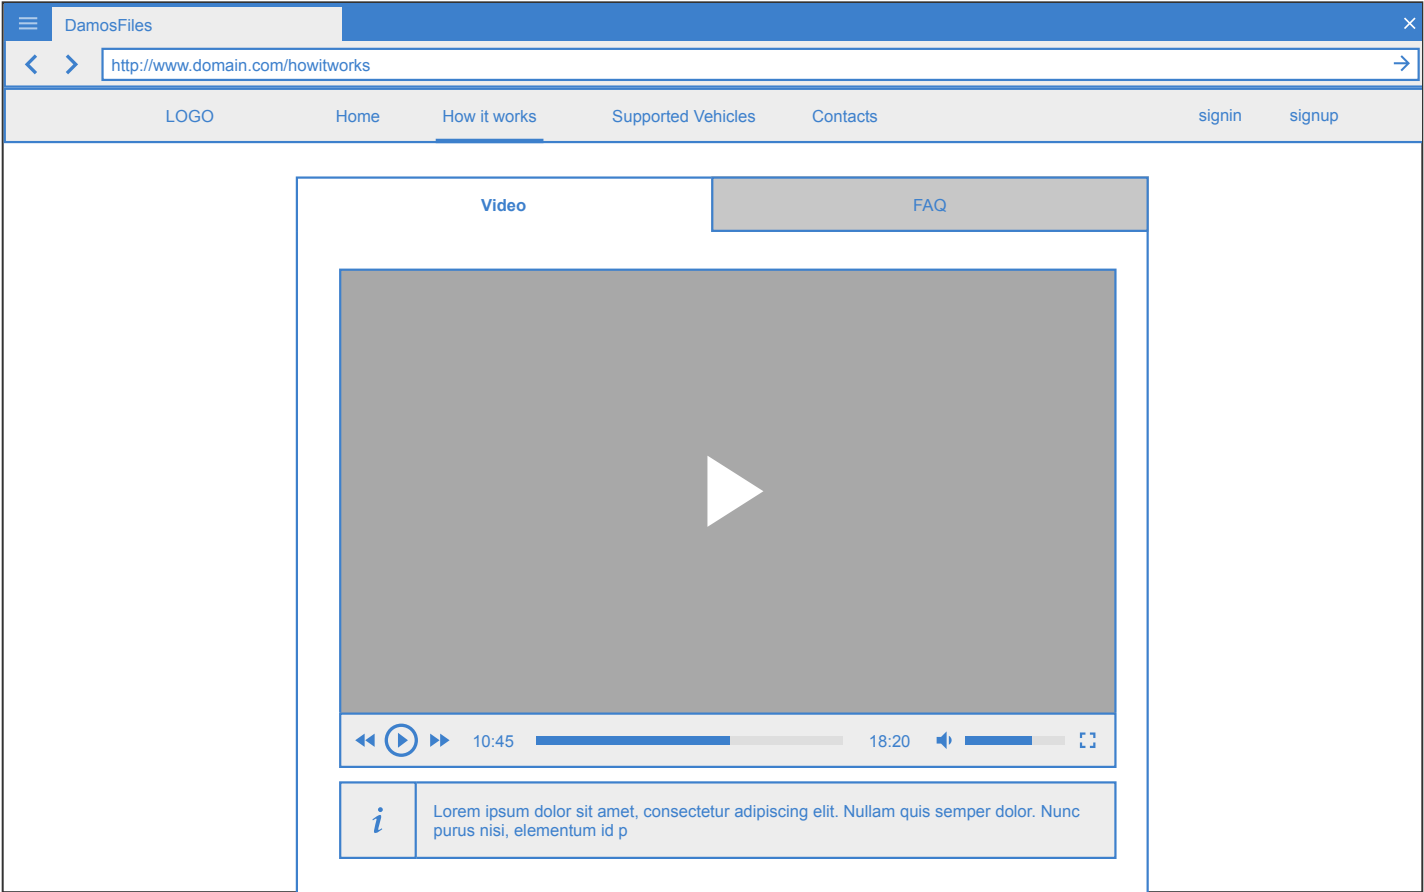 DamosFiles
http://www.domain.com/howitworks
LOGO Home How it works Supported Vehicles Contacts signin signup
Video FAQ
10:45 18:20
i
Lorem ipsum dolor sit amet, consectetur adipiscing elit. Nullam quis semper dolor. Nunc
purus nisi, elementum id p